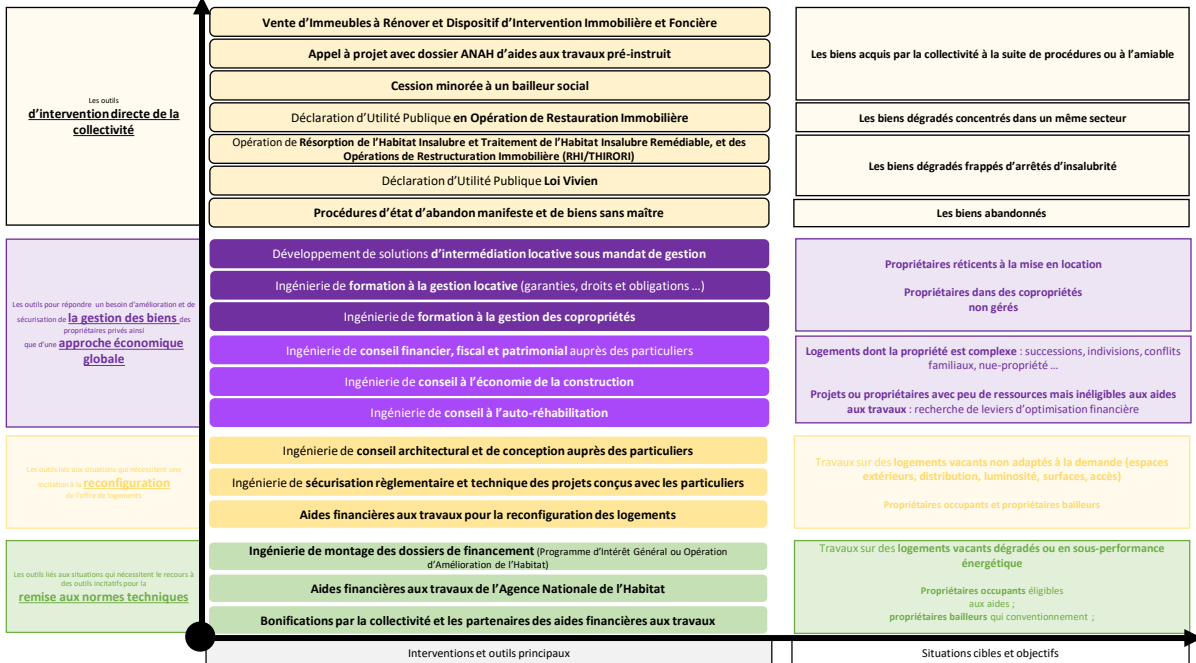 Les outils
d'intervention directe de la
collectivité
Vente d'Immeubles à Rénover et Dispositif d'Intervention Immobilière et Foncière
Appel à projet avec dossier ANAH d'aides aux travaux pré-instruit
Cession minorée à un bailleur social
Déclaration d'Utilité Publique en Opération de Restauration Immobilière
Opération de Résorption de l'Habitat Insalubre et Traitement de l'Habitat Insalubre Remédiable, et des
Opérations de Restructuration Immobilière (RHI/THIRORI)
Déclaration d'Utilité Publique Loi Vivien
Procédures d'état d'abandon manifeste et de biens sans maître
Les biens acquis par la collectivité à la suite de procédures ou à l'amiable
Les biens dégradés concentrés dans un même secteur
Les biens dégradés frappés d'arrêtés d'insalubrité
Les biens abandonnés
Les outils pour répondre un besoin d'amélioration et de
sécurisation de la gestion des biens des
propriétaires privés ainsi
que d'une approche économique
globale
Développement de solutions d'intermédiation locative sous mandat de gestion
Ingénierie de formation à la gestion locative (garanties, droits et obligations …)
Ingénierie de formation à la gestion des copropriétés
Ingénierie de conseil financier, fiscal et patrimonial auprès des particuliers
Ingénierie de conseil à l'économie de la construction
Ingénierie de conseil à l'auto-réhabilitation
Propriétaires réticents à la mise en location
Propriétaires dans des copropriétés
non gérés
Logements dont la propriété est complexe : successions, indivisions, conflits
familiaux, nue-propriété …
Projets ou propriétaires avec peu de ressources mais inéligibles aux aides
aux travaux : recherche de leviers d'optimisation financière
Les outils liés aux situations qui nécessitent une
incitation à la reconfiguration
de l'offre de logements
Ingénierie de conseil architectural et de conception auprès des particuliers
Ingénierie de sécurisation règlementaire et technique des projets conçus avec les particuliers
Aides financières aux travaux pour la reconfiguration des logements
Travaux sur des logements vacants non adaptés à la demande (espaces
extérieurs, distribution, luminosité, surfaces, accès)
Propriétaires occupants et propriétaires bailleurs
Les outils liés aux situations qui nécessitent le recours à
des outils incitatifs pour la
remise aux normes techniques
Ingénierie de montage des dossiers de financement (Programme d'Intérêt Général ou Opération
d'Amélioration de l'Habitat)
Aides financières aux travaux de l'Agence Nationale de l'Habitat
Bonifications par la collectivité et les partenaires des aides financières aux travaux
Travaux sur des logements vacants dégradés ou en sous-performance
énergétique
Propriétaires occupants éligibles
aux aides ;
propriétaires bailleurs qui conventionnement ;
Interventions et outils principaux
Situations cibles et objectifs